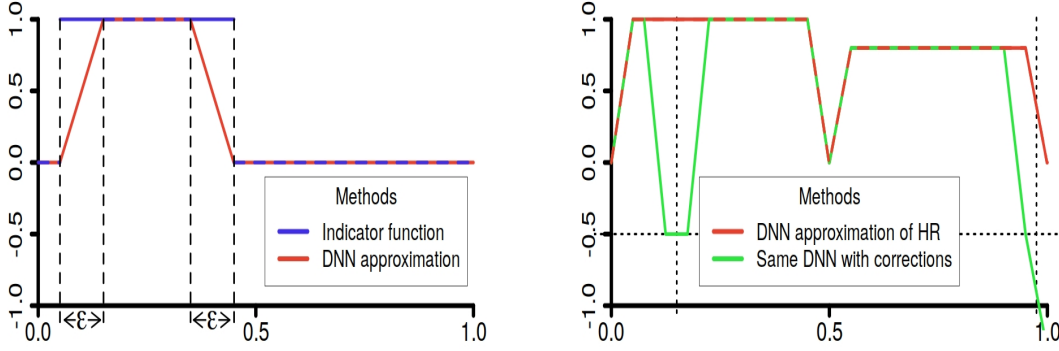 1.0
0.5
0.0
-0.5
-1.0
Methods
Indicator function
DNN approximation
<ε>
<ε>
0.0
0.5
1.0
1.0
0.5
0.0
-0.5
-1.0
Methods
DNN approximation of HR
Same DNN with corrections
0.0
0.5
1.0